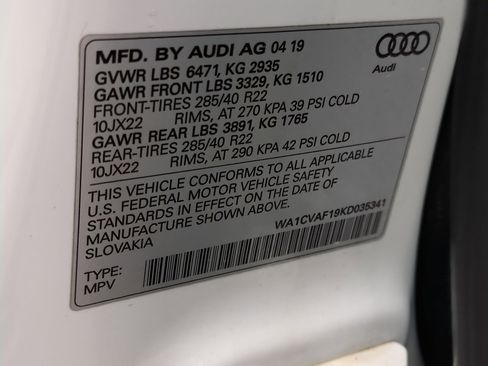 MFD. BY AUDI AG 04 19
GVWR LBS 6471, KG 2935
GAWR FRONT LBS 3329, KG 1510
FRONT-TIRES 285/40 R22
10JX22 RIMS, AT 270 KPA 39 PSI COLD
GAWR REAR LBS 3891, KG 1765
REAR-TIRES 285/40 R22
10JX22 RIMS, AT 290 KPA 42 PSI COLD
Audi
THIS VEHICLE CONFORMS TO ALL APPLICABLE
U.S. FEDERAL MOTOR VEHICLE SAFETY
STANDARDS IN EFFECT ON THE DATE OF
MANUFACTURE SHOWN ABOVE.
SLOVAKIA
WA1CVAF19KD035341
TYPE:
MPV